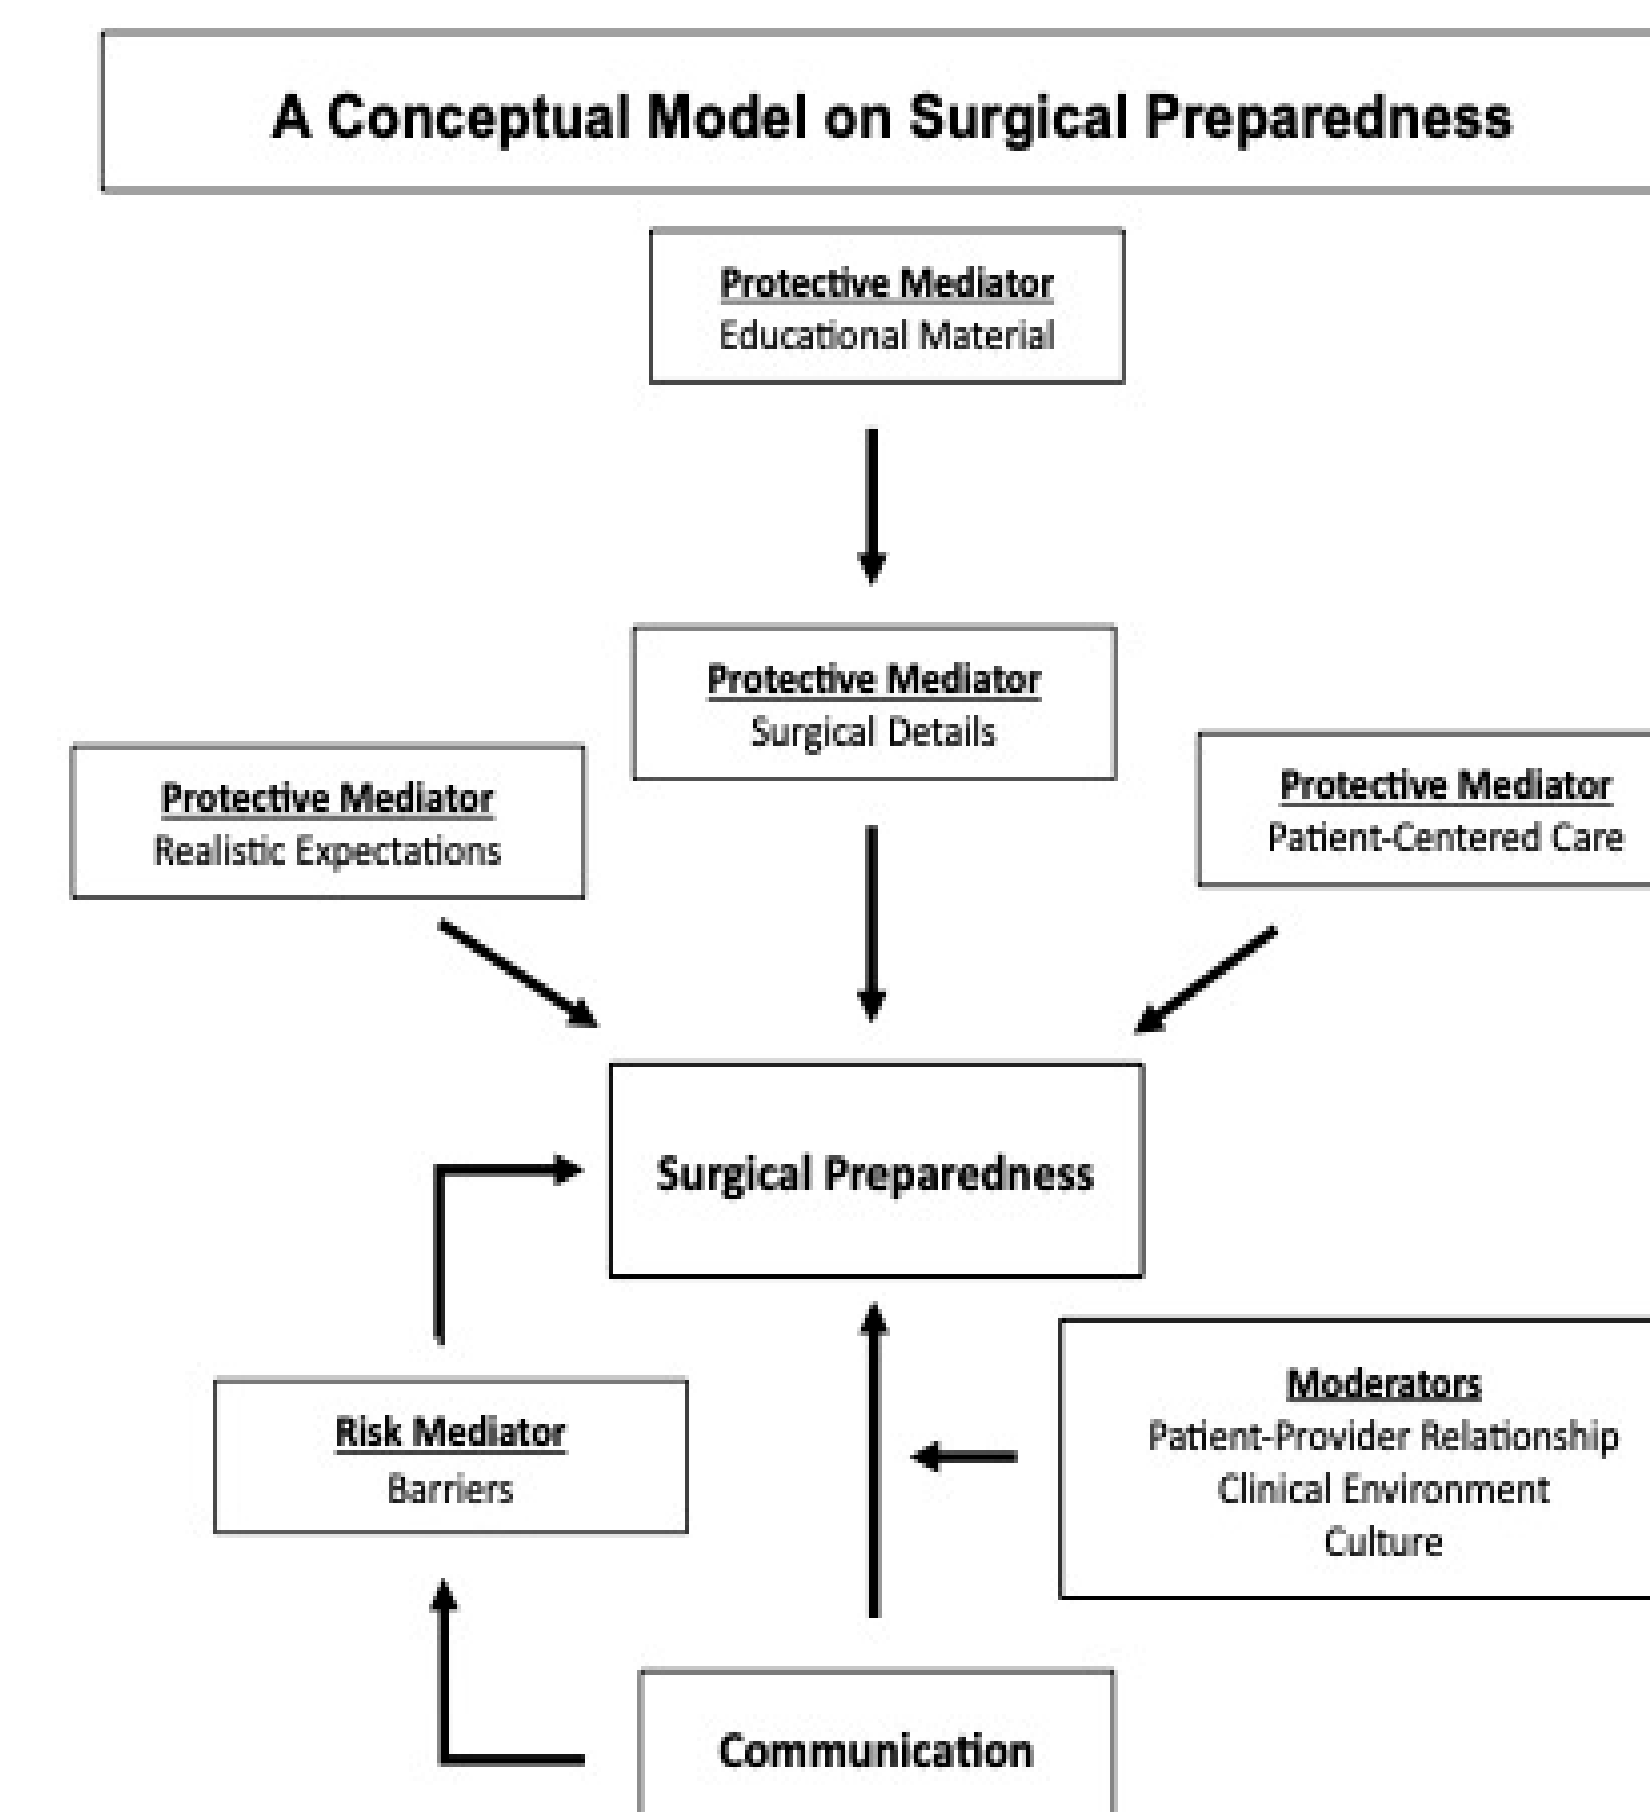 A Conceptual Model on Surgical Preparedness
Protective Mediator
Educational Material
Protective Mediator
Surgical Details
Protective Mediator
Realistic Expectations
Protective Mediator
Patient-Centered Care
Surgical Preparedness
Risk Mediator
Barriers
Moderators
Patient-Provider Relationship
Clinical Environment
Culture
Communication